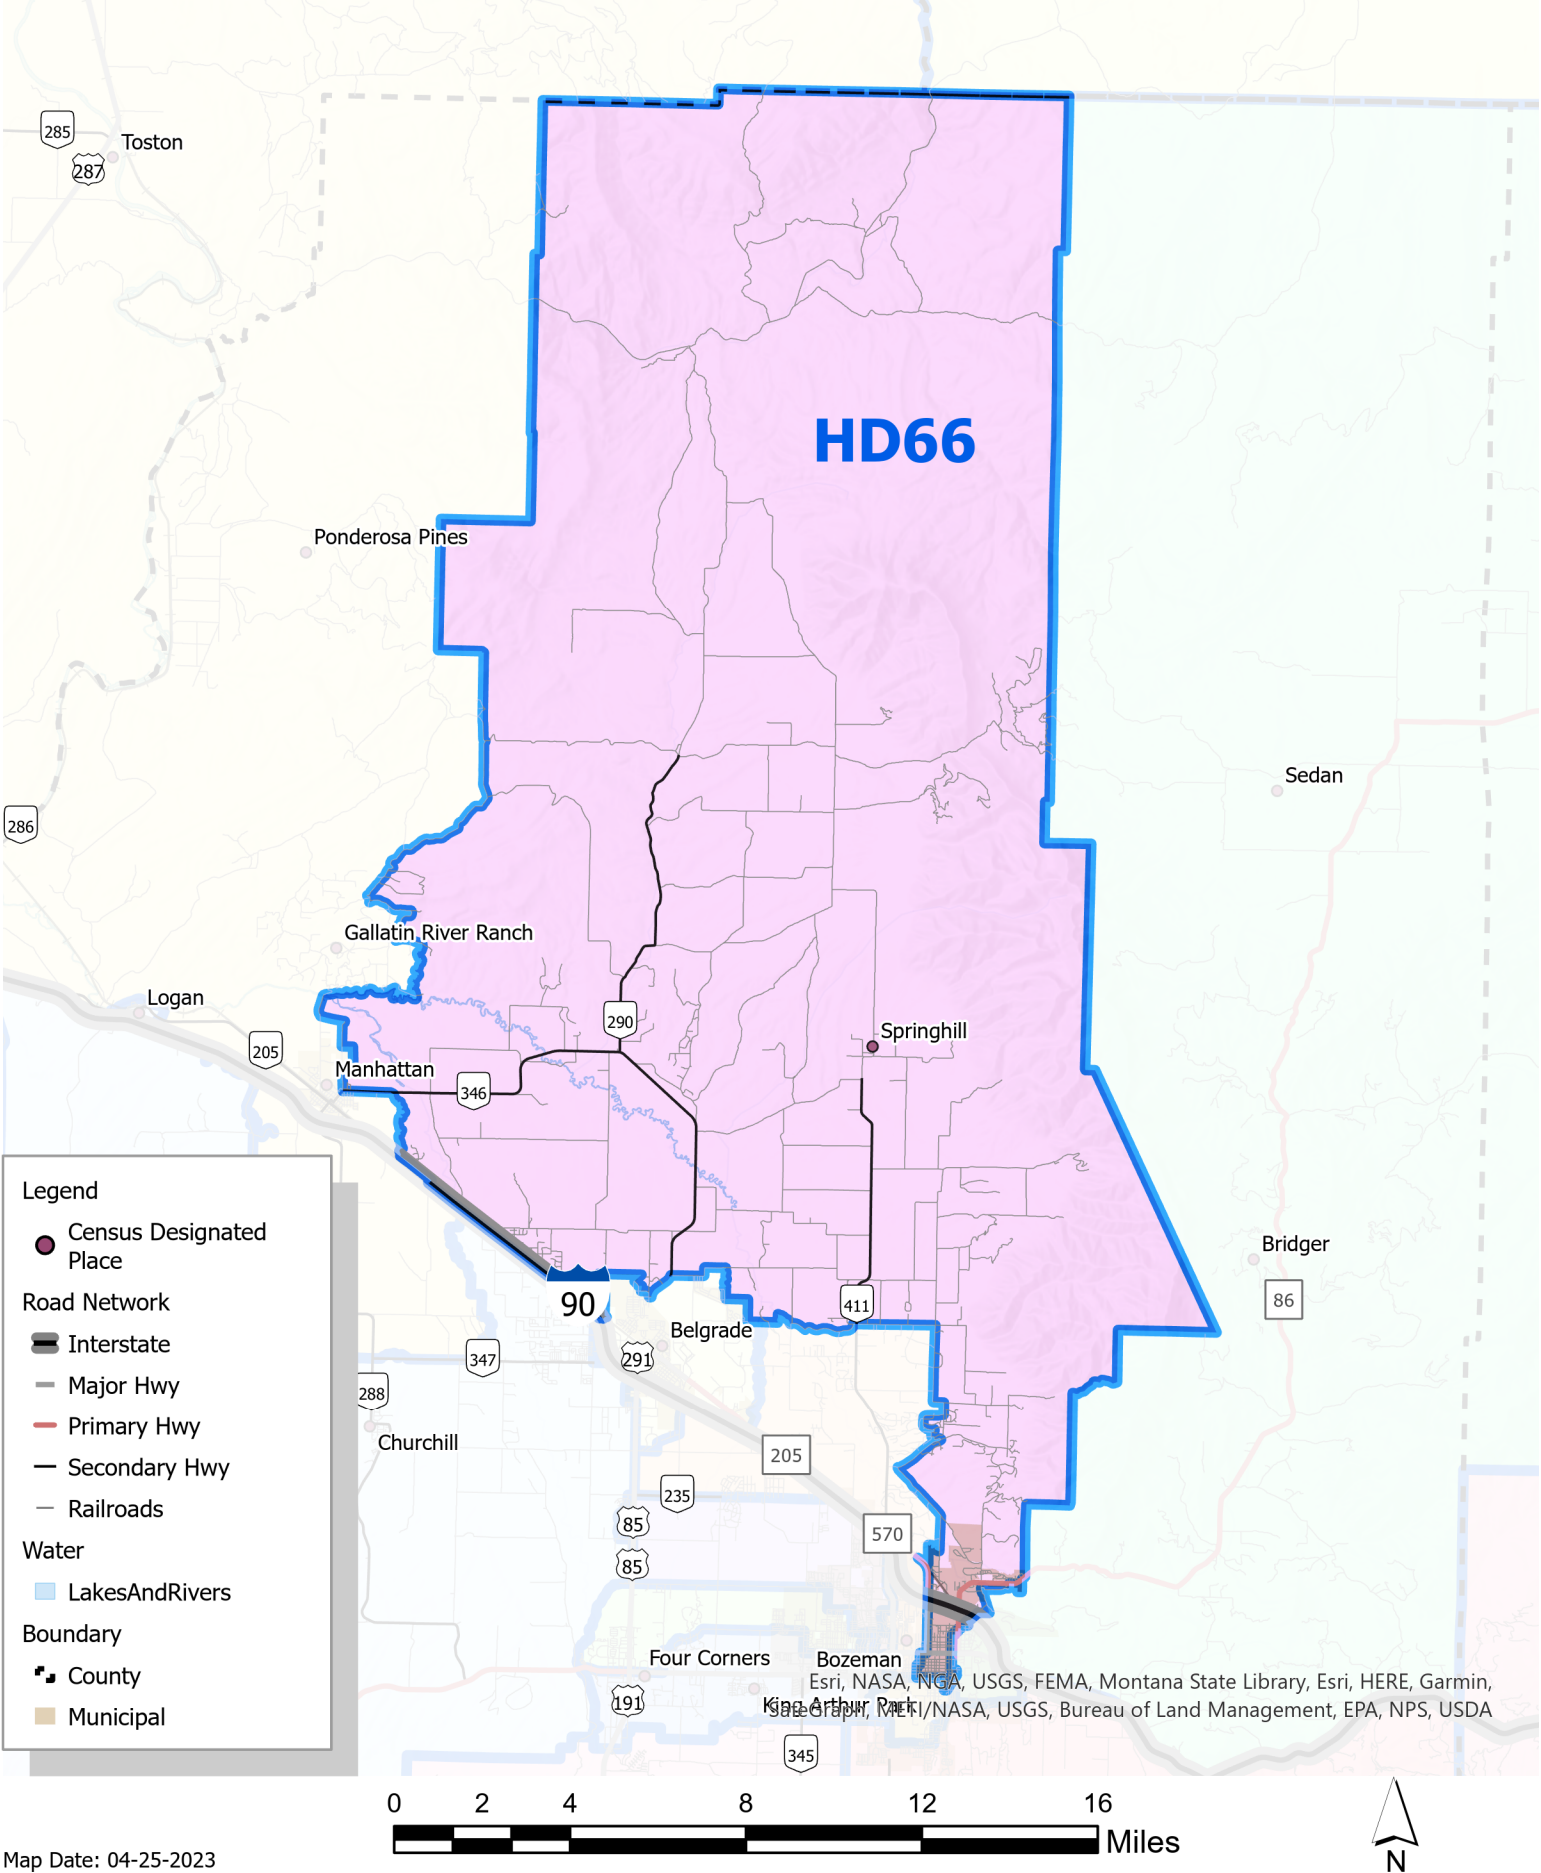 285
Toston
287
HD66
Ponderosa Pines
Sedan
286
Gallatin River Ranch
Logan
290
Springhill
205
Manhattan
346
Legend
Census Designated
Place
Road Network
Interstate
Major Hwy
Primary Hwy
Secondary Hwy
Railroads
Water
LakesAndRivers
Boundary
County
Municipal
Bridger
86
90
411
Belgrade
291
347
288
Churchill
205
235
85
570
85
Four Corners
Bozeman
191
King Arthur Park
Esri, NASA, NGA, USGS, FEMA, Montana State Library, Esri, HERE, Garmin,
SafeGraph, METI/NASA, USGS, Bureau of Land Management, EPA, NPS, USDA
345
0 2 4 8 12 16
Miles
N
Map Date: 04-25-2023